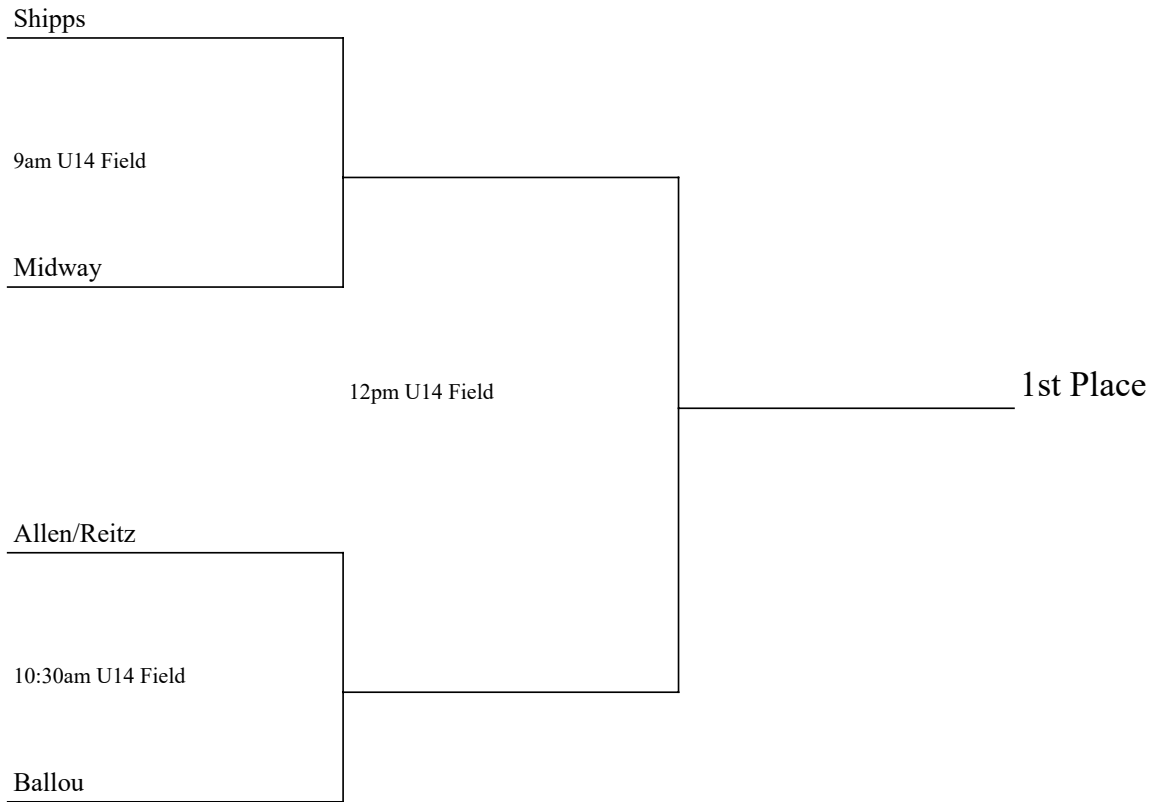 Shipps
9am U14 Field
Midway
12pm U14 Field
1st Place
Allen/Reitz
10:30am U14 Field
Ballou